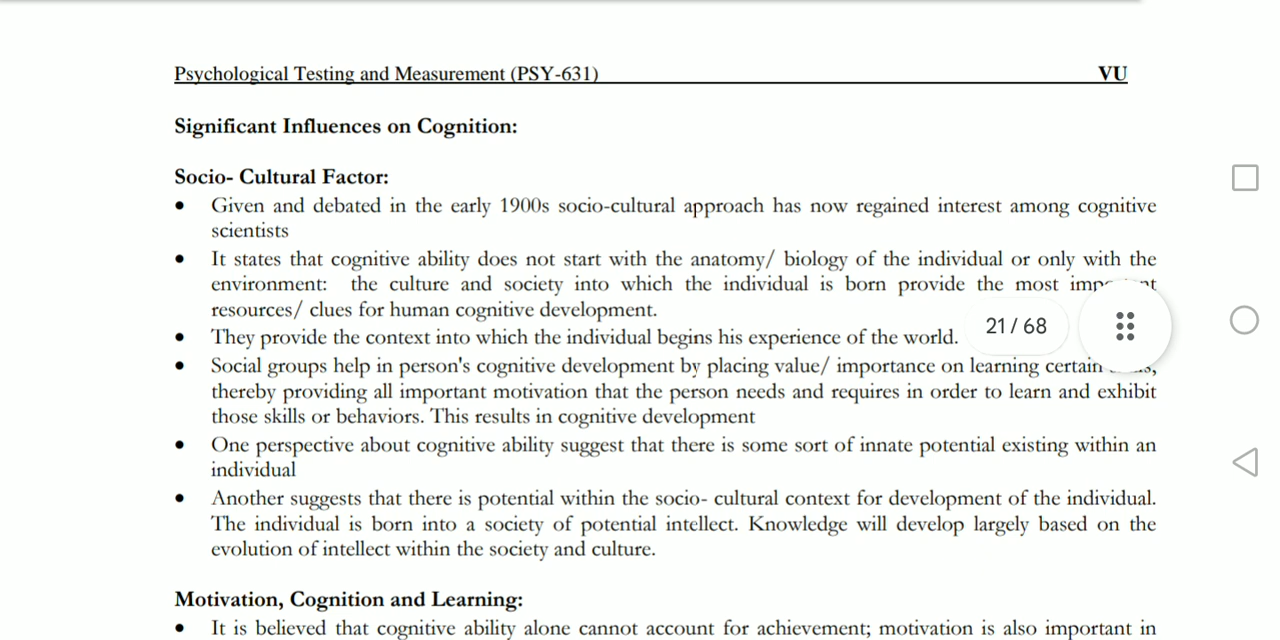 Psychological Testing and Measurement (PSY-631) VU
Significant Influences on Cognition:
Socio- Cultural Factor:
• Given and debated in the early 1900s socio-cultural approach has now regained interest among cognitive
scientists
• It states that cognitive ability does not start with the anatomy/ biology of the individual or only with the
environment: the culture and society into which the individual is born provide the most
resources/ clues for human cognitive development.
• They provide the context into which the individual begins his experience of the world.
21 / 68
• Social groups help in person's cognitive development by placing value/ importance on learning certain
thereby providing all important motivation that the person needs and requires in order to learn and exhibit
those skills or behaviors. This results in cognitive development
• One perspective about cognitive ability suggest that there is some sort of innate potential existing within an
individual
• Another suggests that there is potential within the socio- cultural context for development of the individual.
The individual is born into a society of potential intellect. Knowledge will develop largely based on the
evolution of intellect within the society and culture.
Motivation, Cognition and Learning:
• It is believed that cognitive ability alone cannot account for achievement; motivation is also important in